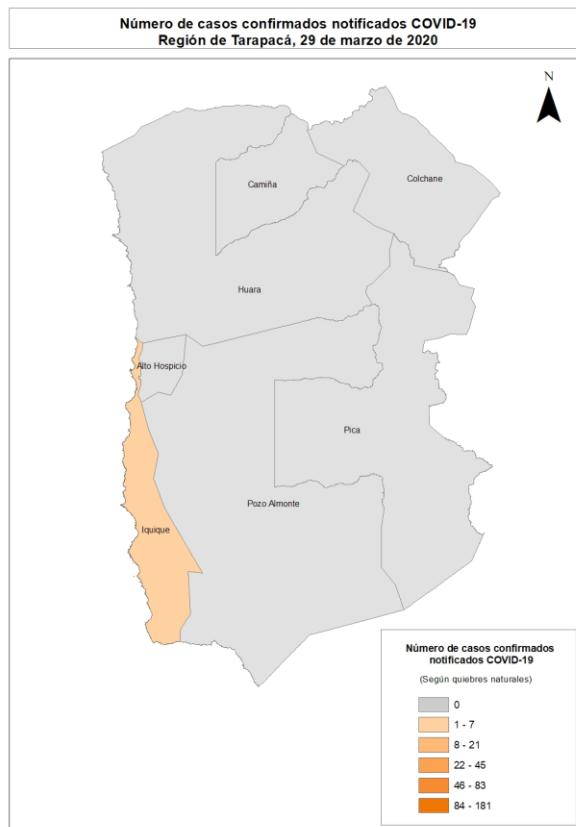 Número de casos confirmados notificados COVID-19
Región de Tarapacá, 29 de marzo de 2020
N
Camiña
Colchane
Huara
Alto Hospicio
Pica
Pozo Almonte
Iquique
Número de casos confirmados
notificados COVID-19
(Según quiebres naturales)
0
1 - 7
8 - 21
22 - 45
46 - 83
84 - 181